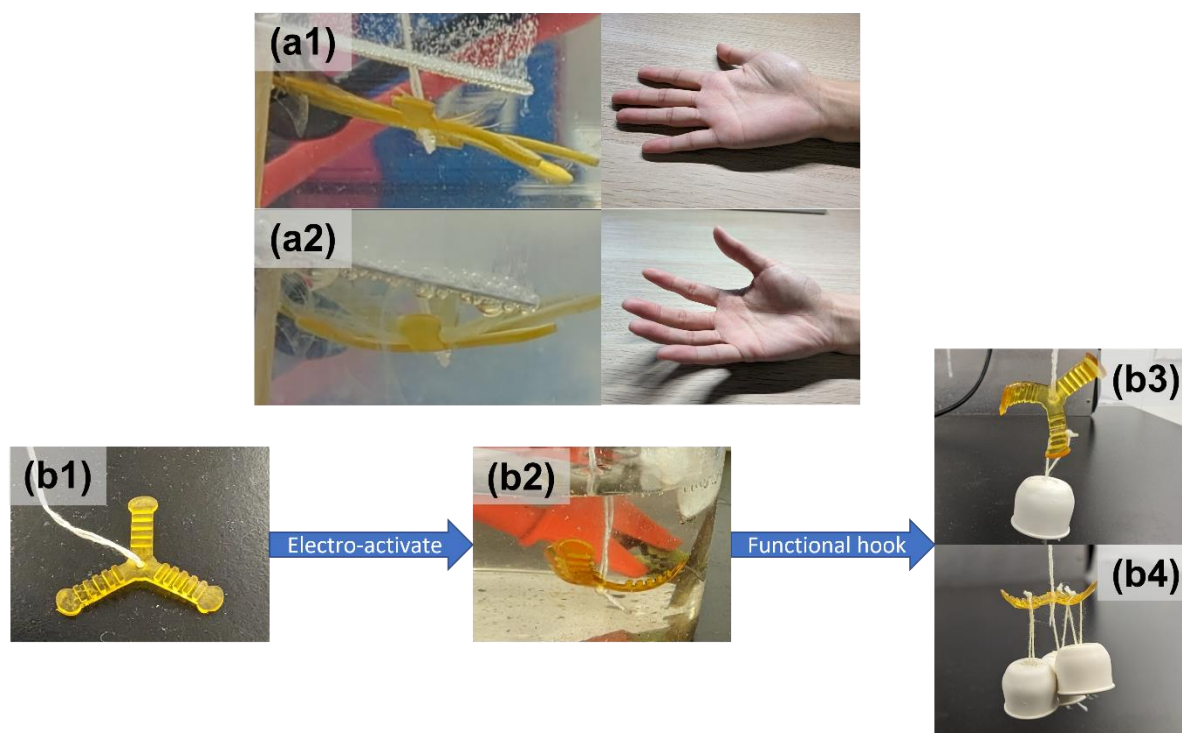 (a1)
(a2)
(b3)
(b1)
Electro-activate
(b2)
Functional hook
(b4)